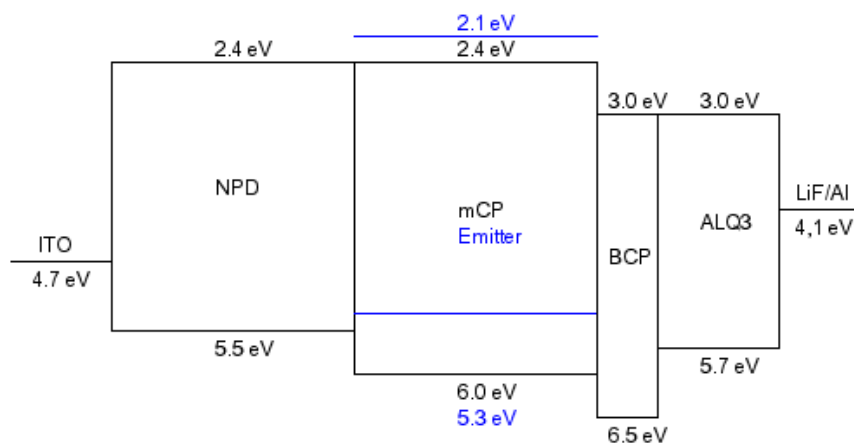 2.1 eV
2.4 eV
2.4 eV
3.0 eV
3.0 eV
NPD
mCP
Emitter
BCP
ALQ3
LiF/Al
4,1 eV
ITO
4.7 eV
5.5 eV
5.7 eV
6.0 eV
5.3 eV
6.5 eV